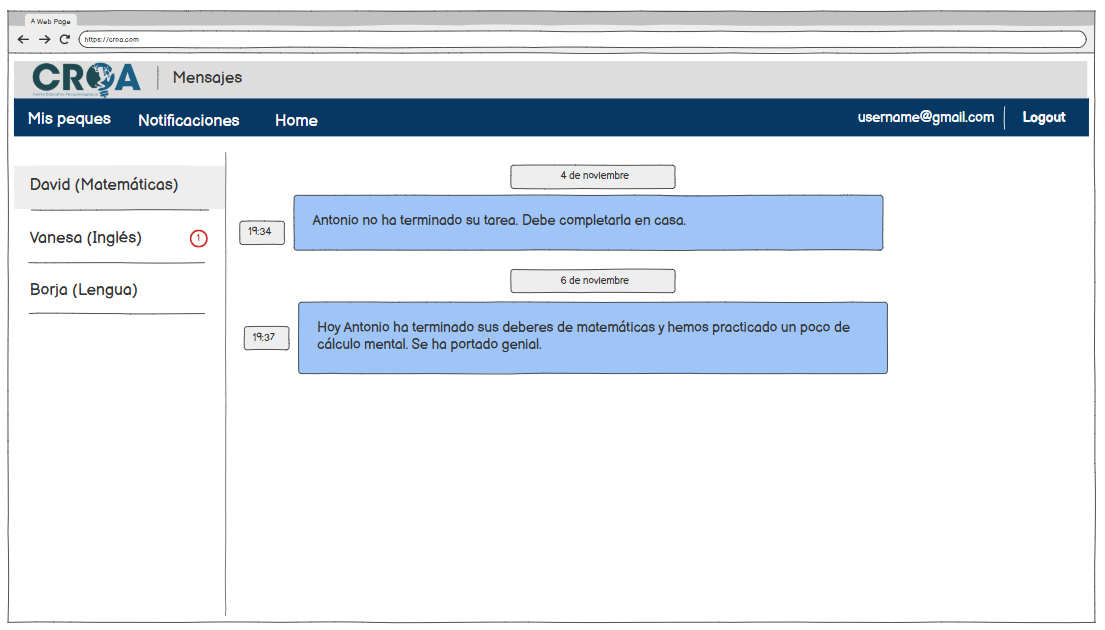 A Web Page
https://croa.com
CROA
Mensajes
Mis peques
Notificaciones
Home
username@gmail.com
Logout
David (Matemáticas)
Vanesa (Inglés)
1
Borja (Lengua)
4 de noviembre
19:34
Antonio no ha terminado su tarea. Debe completarla en casa.
6 de noviembre
19:37
Hoy Antonio ha terminado sus deberes de matemáticas y hemos practicado un poco de
cálculo mental. Se ha portado genial.